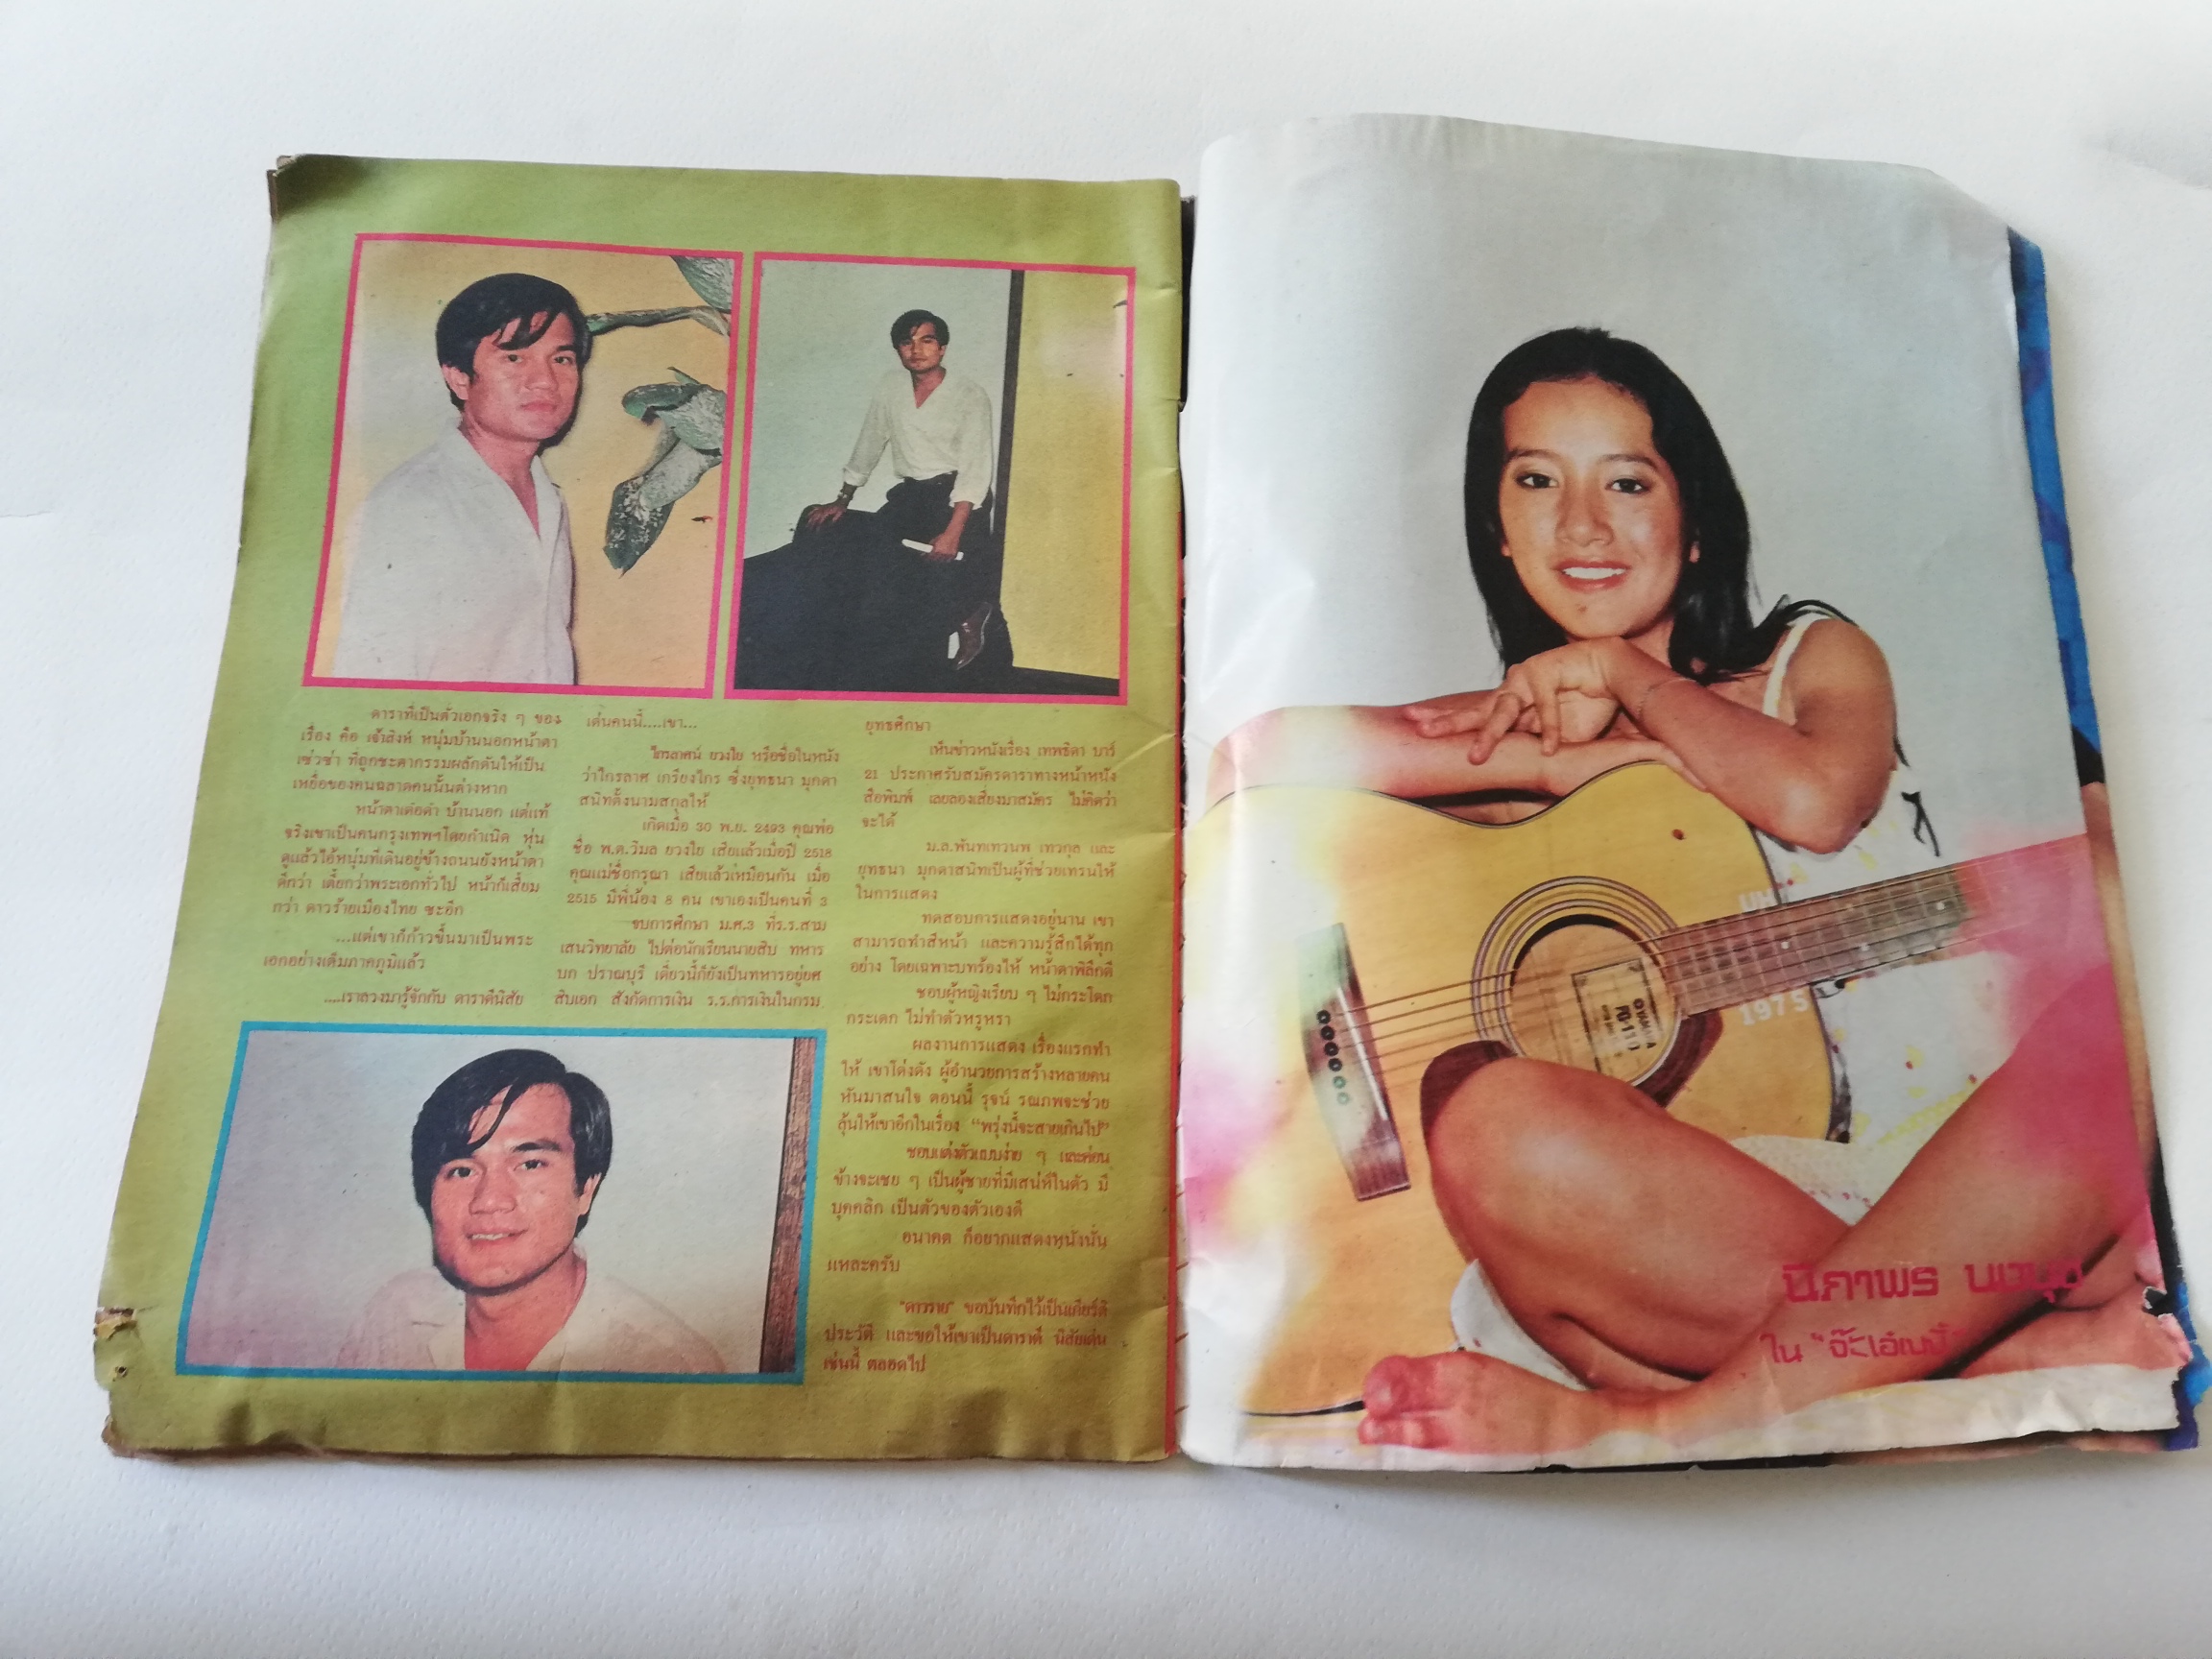 ดาราที่เป็นตัวเอกจริง ๆ ของ
เรื่อง คือ เจ้าสิงห์ หนุ่มบ้านนอกหน้าตา
เซ่วซ่า ที่ถูกชะตากรรมผลักดันให้เป็น
เหยื่อของคนฉลาดคนนั้นต่างหาก
หน้าตาเด๋อด๋า บ้านนอก แต่แท้
จริงเขาเป็นคนกรุงเทพฯโดยกำเนิด หุ่น
ดูแล้วไอ้หนุ่มที่เดินอยู่ข้างถนนยังหน้าตา
ดีกว่า เตี้ยกว่าพระเอกทั่วไป หน้าก็เสี้ยม
กว่า ดาวร้ายเมืองไทย ซะอีก
...แต่เขาก็ก้าวขึ้นมาเป็นพระ
เอกอย่างเต็มภาคภูมิแล้ว
....เราลวงมารู้จักกับ ดาราดีนิสัย
เด่นคนนี้....เขา...
ไกรลาศน์ ยวงใย หรือชื่อในหนัง
ว่าไกรลาศ เกรียงไกร ซึ่งยุทธนา มุกดา
สนิทตั้งนามสกุลให้
เกิดเมื่อ 30 พ.ย. 2493 คุณพ่อ
ชื่อ พ.ต.วิมล ยวงใย เสียแล้วเมื่อปี 2518
คุณแม่ชื่อกรุณา เสียแล้วเหมือนกัน เมื่อ
2515 มีพี่น้อง 8 คน เขาเองเป็นคนที่ 3
จบการศึกษา ม.ศ.3 ที่ร.ร.สาม
เสนวิทยาลัย ไปต่อนักเรียนนายสิบ ทหาร
บก ปราณบุรี เดี๋ยวนี้ก็ยังเป็นทหารอยู่ยศ
สิบเอก สังกัดการเงิน ร.ร.การเงินในกรม
ยุทธศึกษา
เห็นข่าวหนังเรื่อง เทพธิดา บาร์
21 ประกาศรับสมัครดาราทางหน้าหนัง
สือพิมพ์ เลยลองเสี่ยงมาสมัคร ไม่คิดว่า
จะได้
ม.ล.พันทเทวนพ เทวกุล และ
ยุทธนา มุกดาสนิทเป็นผู้ที่ช่วยเทรนให้
ในการแสดง
ทดสอบการแสดงอยู่นาน เขา
สามารถทำสีหน้า และความรู้สึกได้ทุก
อย่าง โดยเฉพาะบทร้องไห้ หน้าตาพิลึกดี
ชอบผู้หญิงเรียบ ๆ ไม่กระโดก
กระเดก ไม่ทำตัวหรูหรา
ผลงานการแสดง เรื่องแรกทำ
ให้ เขาโด่งดัง ผู้อำนวยการสร้างหลายคน
หันมาสนใจ ตอนนี้ รุจน์ รณภพจะช่วย
ลุ้นให้เขาอีกในเรื่อง “พรุ่งนี้จะสายเกินไป”
ชอบแต่งตัวแบบง่าย ๆ และค่อน
ข้างจะเชย ๆ เป็นผู้ชายที่มีเสน่ห์ในตัว มี
บุคคลิก เป็นตัวของตัวเองดี
อนาคต ก็อยากแสดงหนังนั่น
แหละครับ
"ดาวราย" ขอบันทึกไว้เป็นเกียรติ
ประวัติ และขอให้เขาเป็นดาราดี นิสัยเด่น
เช่นนี้ ตลอดไป
YAMAHA
FG-110
1975
นิภาพร
ใน "จ๊ะเอ๋เบบี้"